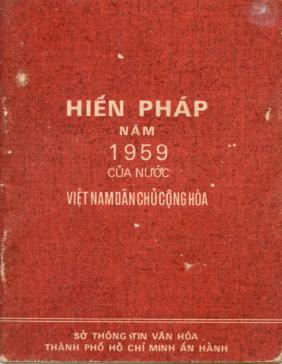 HIẾN PHÁP
NĂM
1959
CỦA NƯỚC
VIỆT NAM DÂN CHỦ CỘNG HÒA
SỞ THÔNG TIN VĂN HÓA
THÀNH PHỐ HỒ CHÍ MINH ẤN HÀNH